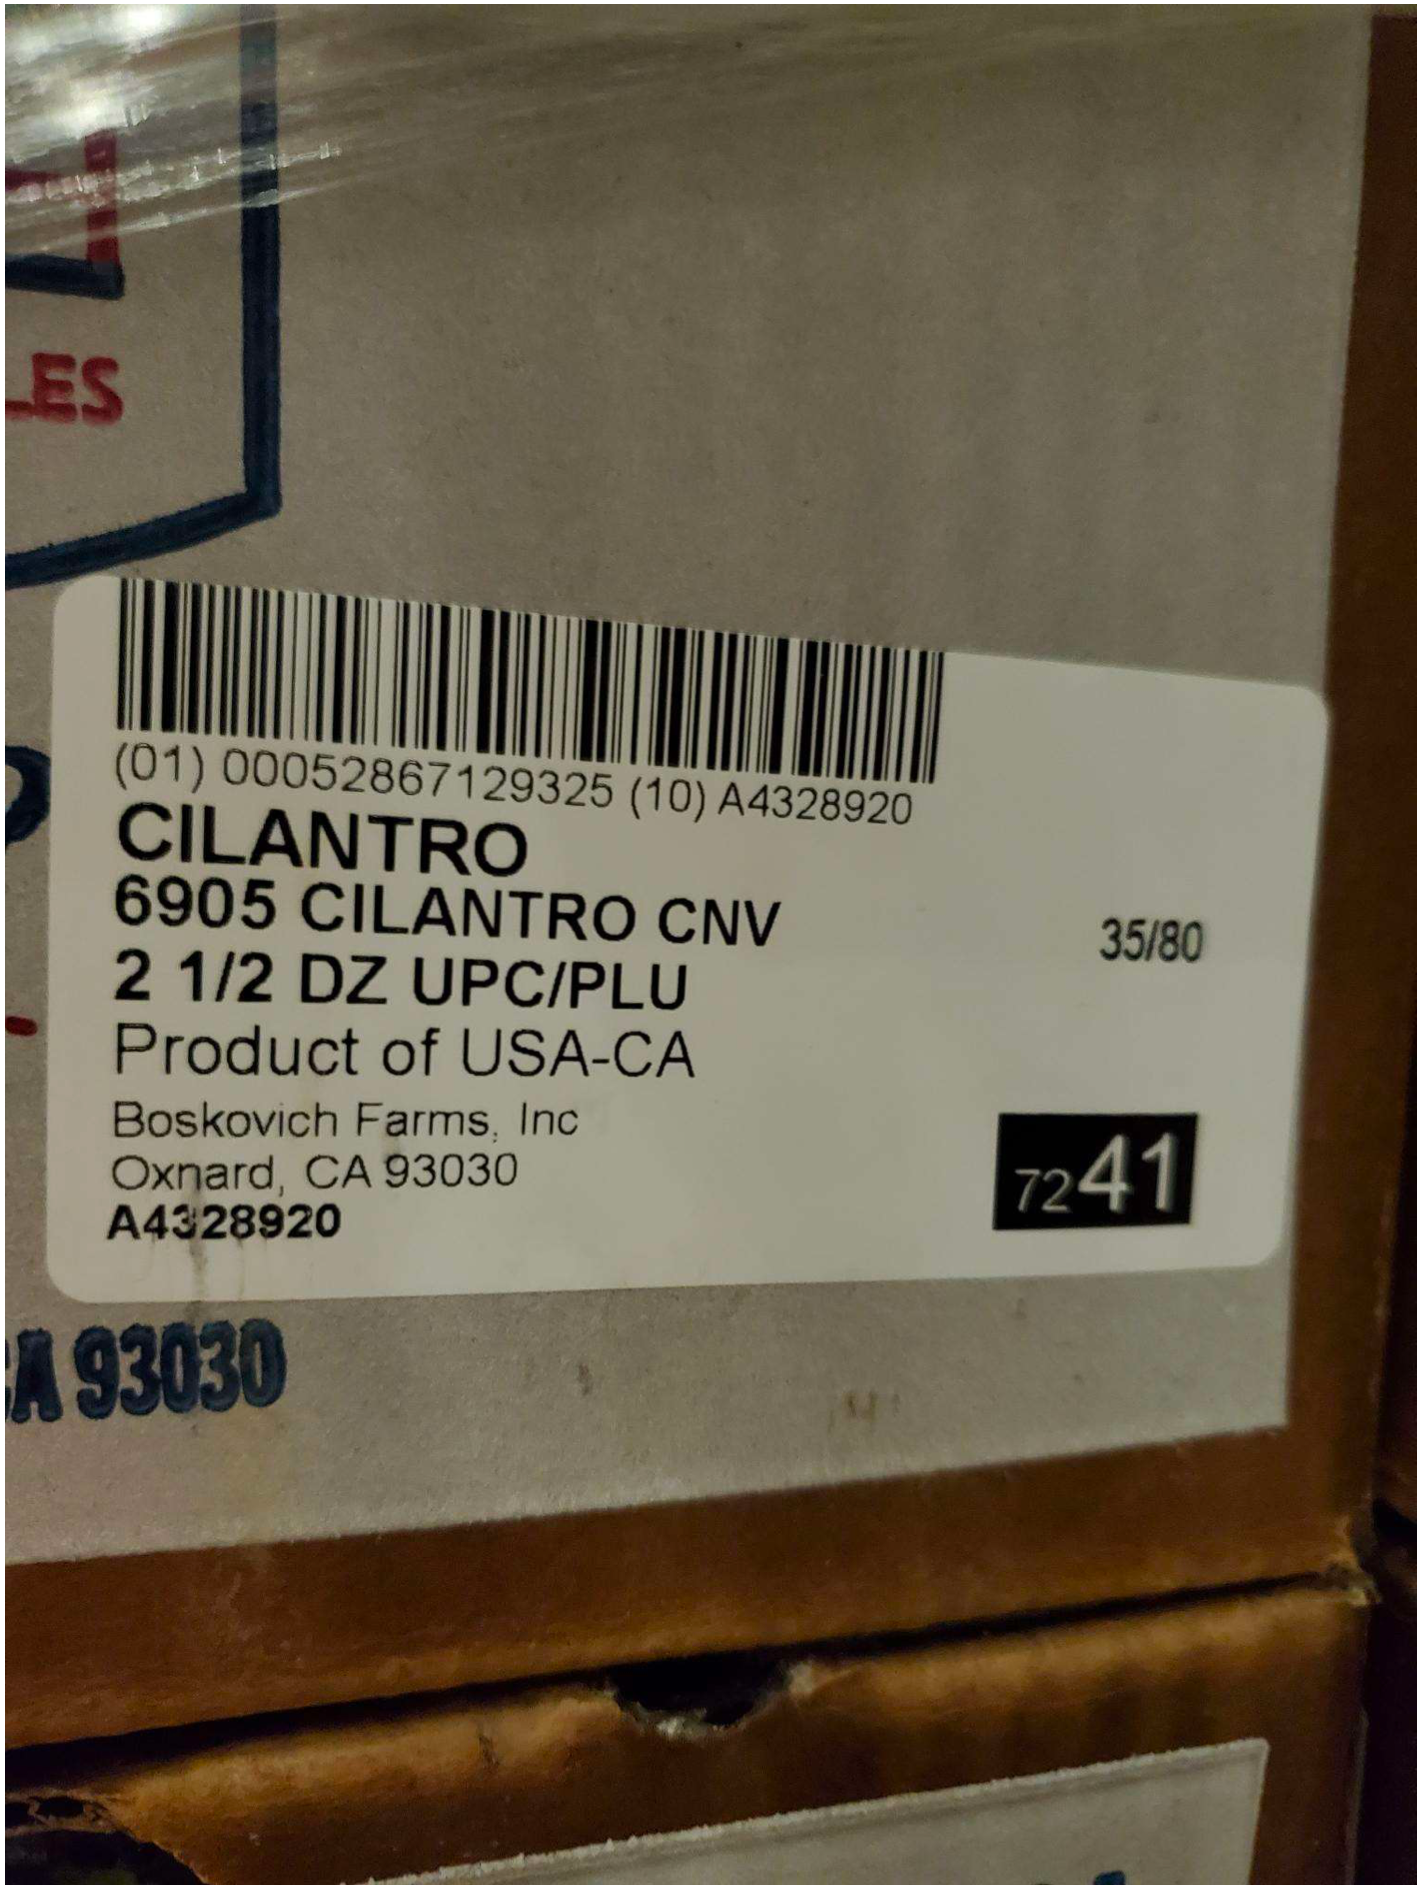 LES
(01) 00052867129325 (10) A4328920
CILANTRO
6905 CILANTRO CNV
2 1/2 DZ UPC/PLU
35/80
Product of USA-CA
Boskovich Farms, Inc
Oxnard, CA 93030
A4328920
7241
CA 93030